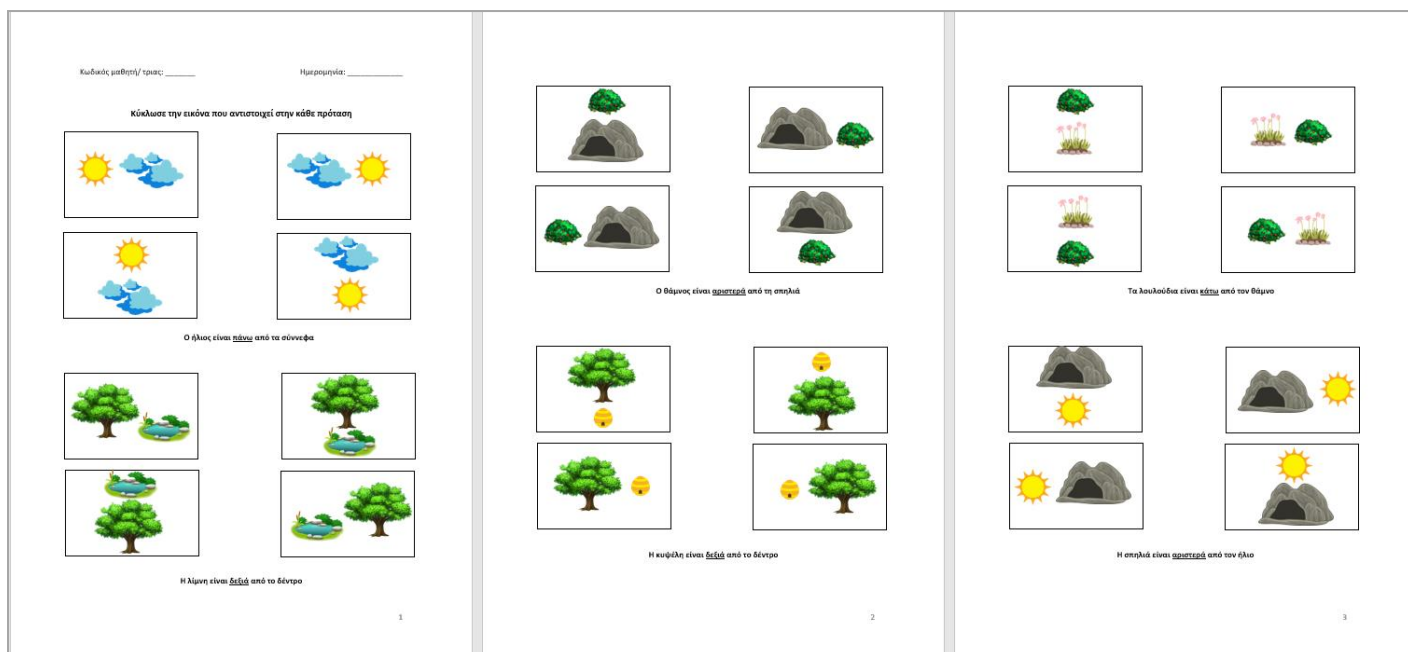 Κωδικός μαθητή/ τριας: _______ Ημερομηνία: _____________
Κύκλωσε την εικόνα που αντιστοιχεί στην κάθε πρόταση
Ο ήλιος είναι πάνω από τα σύννεφα
Η λίμνη είναι δεξιά από το δέντρο
1
Ο θάμνος είναι αριστερά από τη σπηλιά
Η κυψέλη είναι δεξιά από το δέντρο
2
Τα λουλούδια είναι κάτω από τον θάμνο
Η σπηλιά είναι αριστερά από τον ήλιο
3